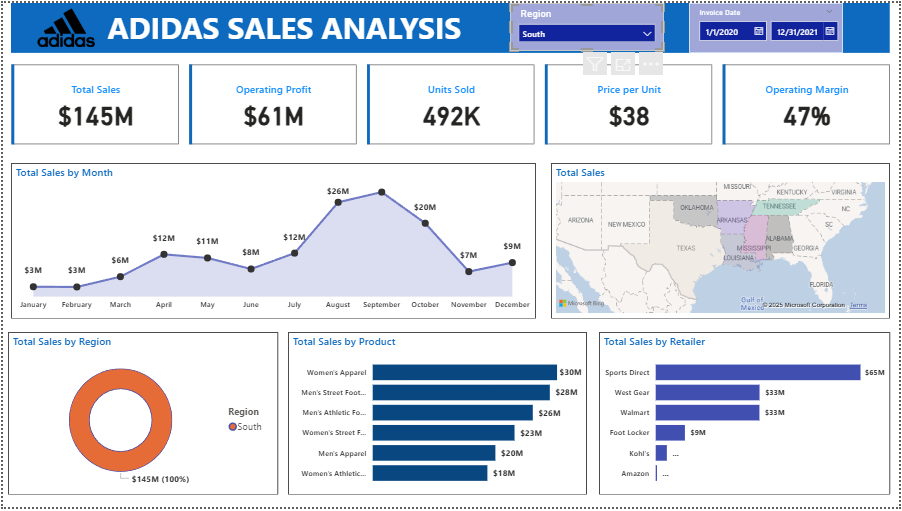 adidas
ADIDAS SALES ANALYSIS
Region
South
Invoice Date
1/1/2020
12/31/2021
Total Sales
$145M
Operating Profit
$61M
Units Sold
492K
Price per Unit
$38
Operating Margin
47%
Total Sales by Month
$3M
$3M
$6M
$12M
$11M
$8M
$12M
$26M
$20M
$7M
$9M
January
February
March
April
May
June
July
August
September
October
November
December
Total Sales
MISSOURI
KENTUCKY
VIRGINIA
OKLAHOMA
TENNESSEE
NC
ARIZONA
NEW MEXICO
ARKANSAS
SC
TEXAS
MISSISSIPPI
ALABAMA
GEORGIA
LOUISIANA
FLORIDA
Gulf of
Mexico
Microsoft Bing
© 2025 Microsoft Corporation
Terms
Total Sales by Region
Region
South
$145M (100%)
Total Sales by Product
Women's Apparel $30M
Men's Street Foot... $28M
Men's Athletic Fo... $26M
Women's Street F... $23M
Men's Apparel $20M
Women's Athletic... $18M
Total Sales by Retailer
Sports Direct $65M
West Gear $33M
Walmart $33M
Foot Locker $9M
Kohl's ...
Amazon ...